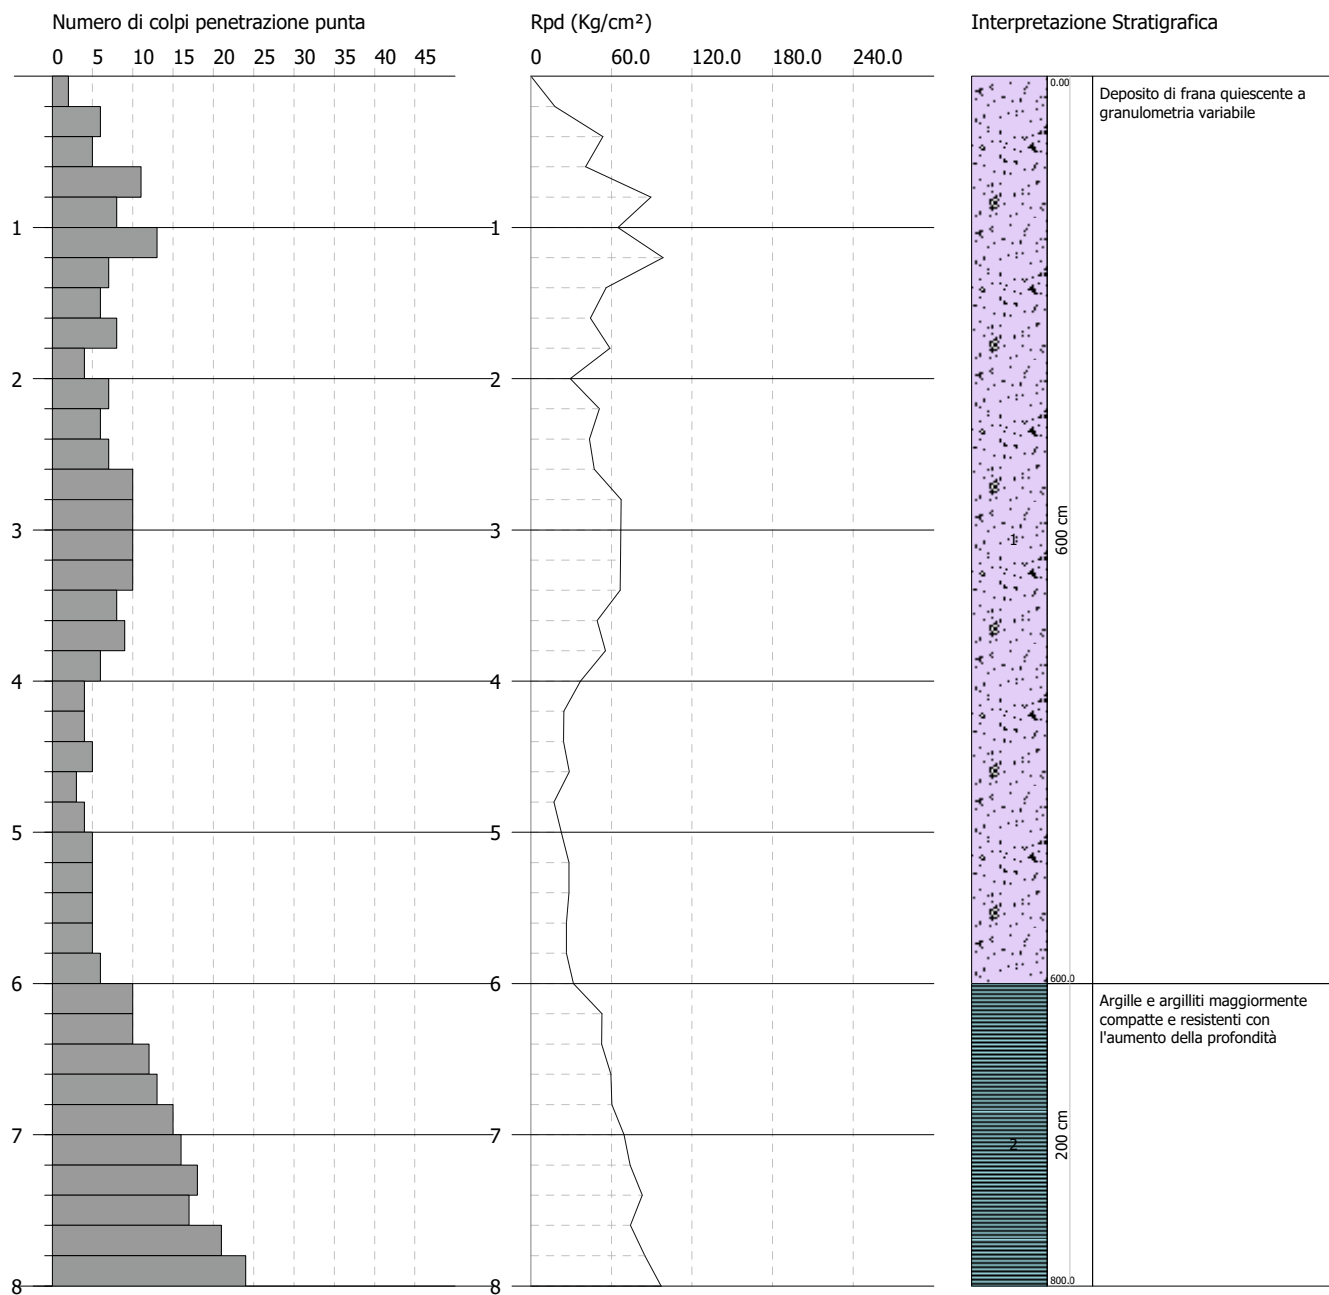 Numero di colpi penetrazione punta
Rpd (Kg/cm²)
Interpretazione Stratigrafica
0 5 10 15 20 25 30 35 40 45
0 60.0 120.0 180.0 240.0
0.00
Deposito di frana quiescente a
granulometria variabile
1 1
2 2
3 3
1
600 cm
4 4
5 5
6 6
600.0
Argille e argilliti maggiormente
compatte e resistenti con
l'aumento della profondità
7 7
2
200 cm
8 8
800.0